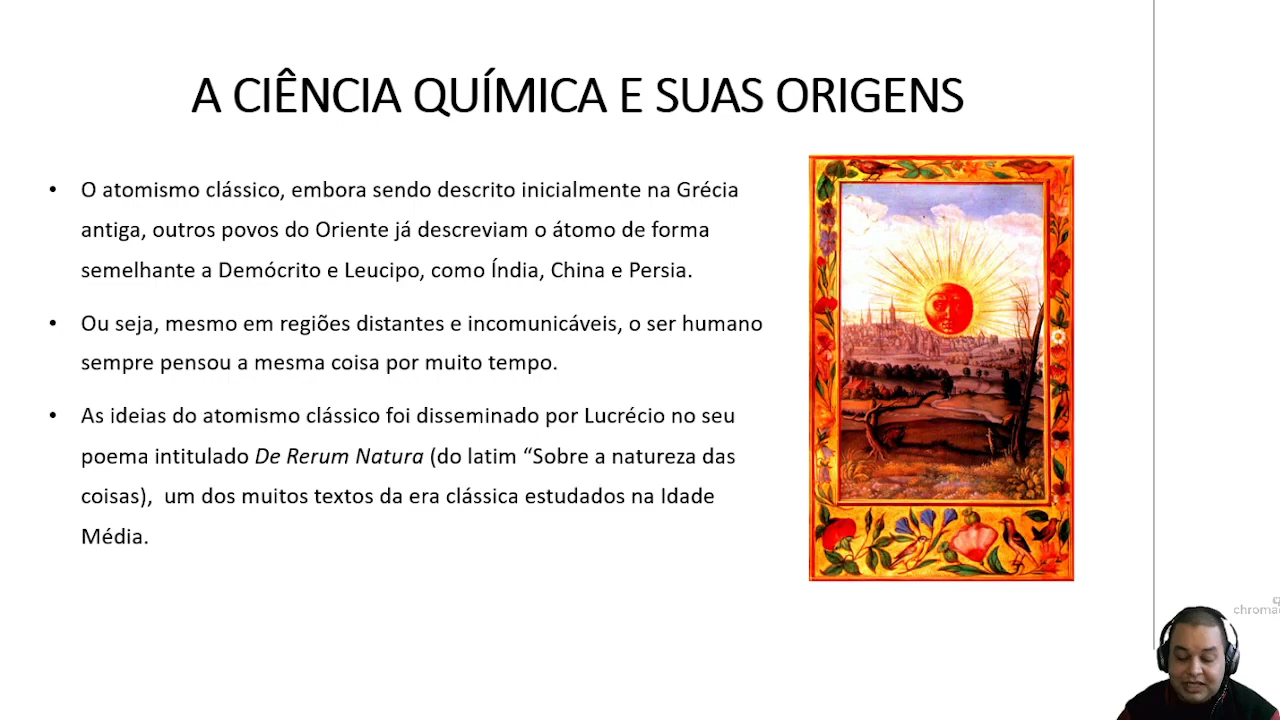 A CIÊNCIA QUÍMICA E SUAS ORIGENS
• O atomismo clássico, embora sendo descrito inicialmente na Grécia
antiga, outros povos do Oriente já descreviam o átomo de forma
semelhante a Demócrito e Leucipo, como Índia, China e Persia.
• Ou seja, mesmo em regiões distantes e incomunicáveis, o ser humano
sempre pensou a mesma coisa por muito tempo.
• As ideias do atomismo clássico foi disseminado por Lucrécio no seu
poema intitulado De Rerum Natura (do latim “Sobre a natureza das
coisas),  um dos muitos textos da era clássica estudados na Idade
Média.